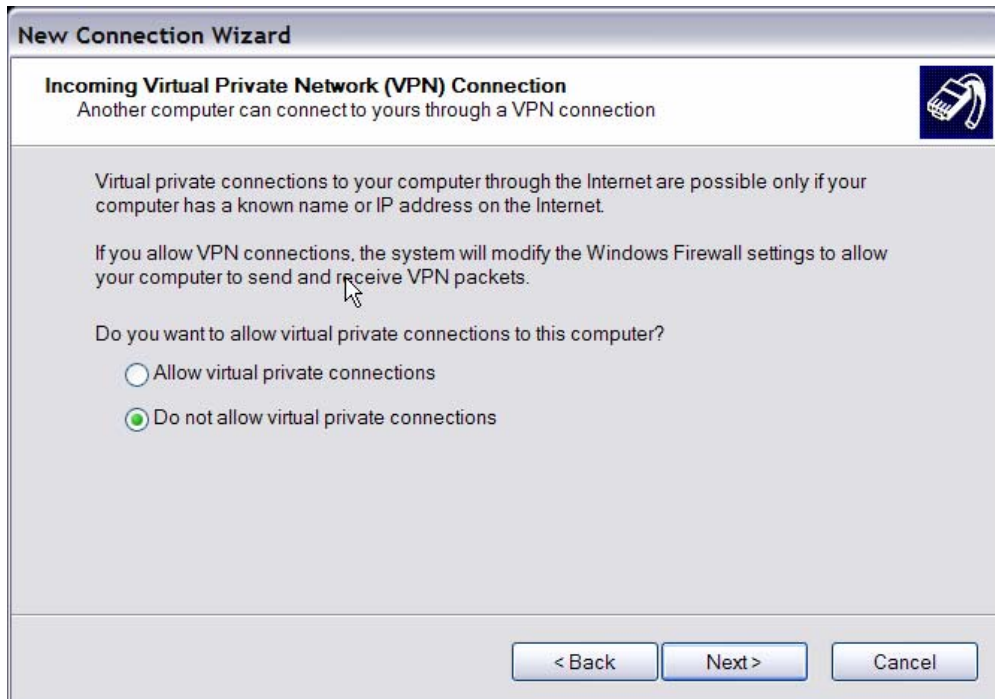 New Connection Wizard
Incoming Virtual Private Network (VPN) Connection
Another computer can connect to yours through a VPN connection
Virtual private connections to your computer through the Internet are possible only if your
computer has a known name or IP address on the Internet.
If you allow VPN connections, the system will modify the Windows Firewall settings to allow
your computer to send and receive VPN packets.
Do you want to allow virtual private connections to this computer?
Allow virtual private connections
Do not allow virtual private connections
< Back Next > Cancel